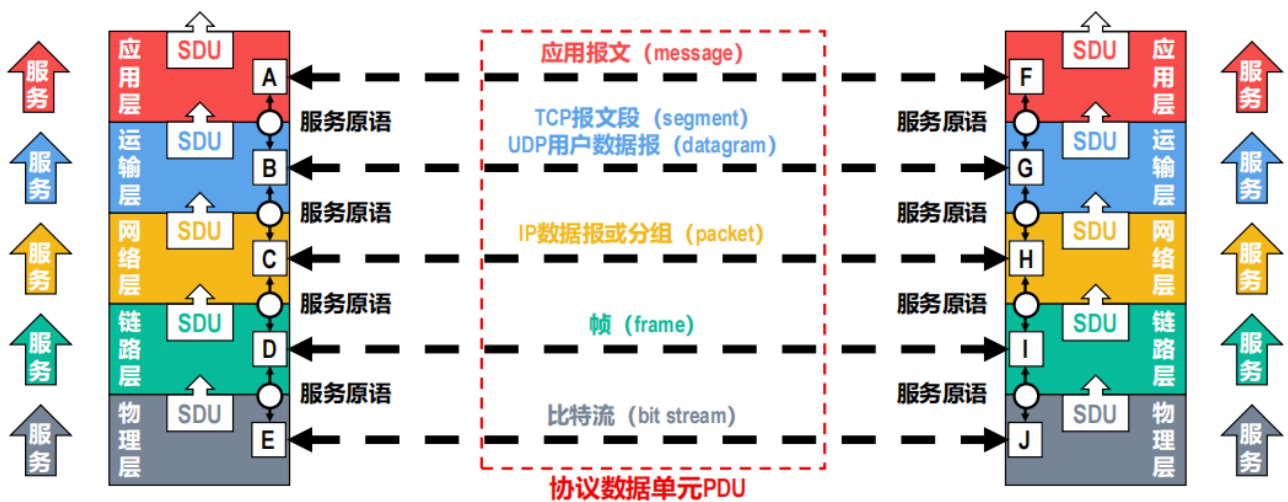 应用层
SDU
A
服务
服务原语
运输层
SDU
B
服务
服务原语
网络层
SDU
C
服务
服务原语
链路层
SDU
D
服务
服务原语
物理层
SDU
E
服务
应用报文（message）
TCP报文段（segment）
UDP用户数据报（datagram）
IP数据报或分组（packet）
帧（frame）
比特流（bit stream）
协议数据单元PDU
F
SDU
应用层
服务
服务原语
G
SDU
运输层
服务
服务原语
H
SDU
网络层
服务
服务原语
I
SDU
链路层
服务
服务原语
J
SDU
物理层
服务